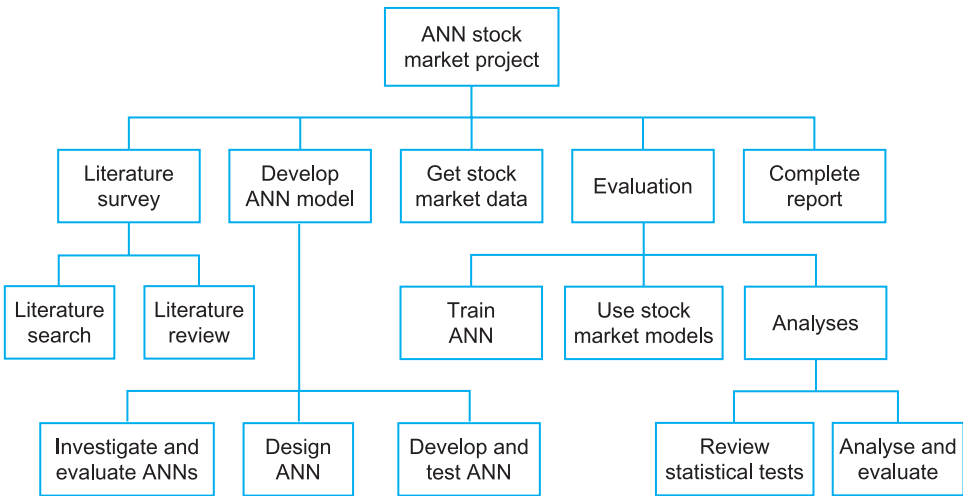 ANN stock
market project
Literature
survey
Develop
ANN model
Get stock
market data
Evaluation
Complete
report
Literature
search
Literature
review
Train
ANN
Use stock
market models
Analyses
Investigate and
evaluate ANNs
Design
ANN
Develop and
test ANN
Review
statistical tests
Analyse and
evaluate